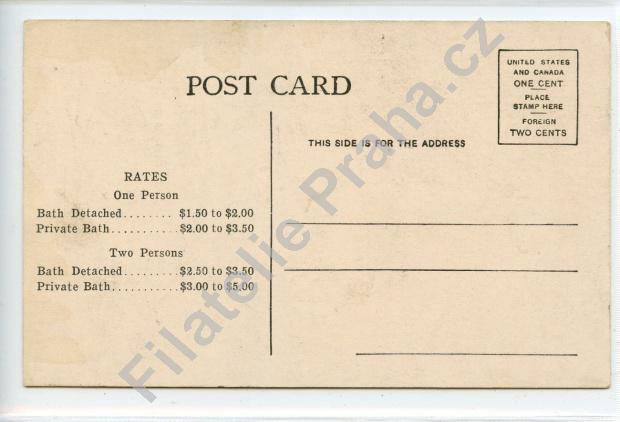 POST CARD
UNITED STATES
AND CANADA
ONE CENT
PLACE
STAMP HERE
FOREIGN
TWO CENTS
THIS SIDE IS FOR THE ADDRESS
RATES
One Person
Bath Detached........ $1.50 to $2.00
Private Bath.......... $2.00 to $3.50
Two Persons
Bath Detached........ $2.50 to $3.50
Private Bath.......... $3.00 to $5.00
Filatelie Praha.cz